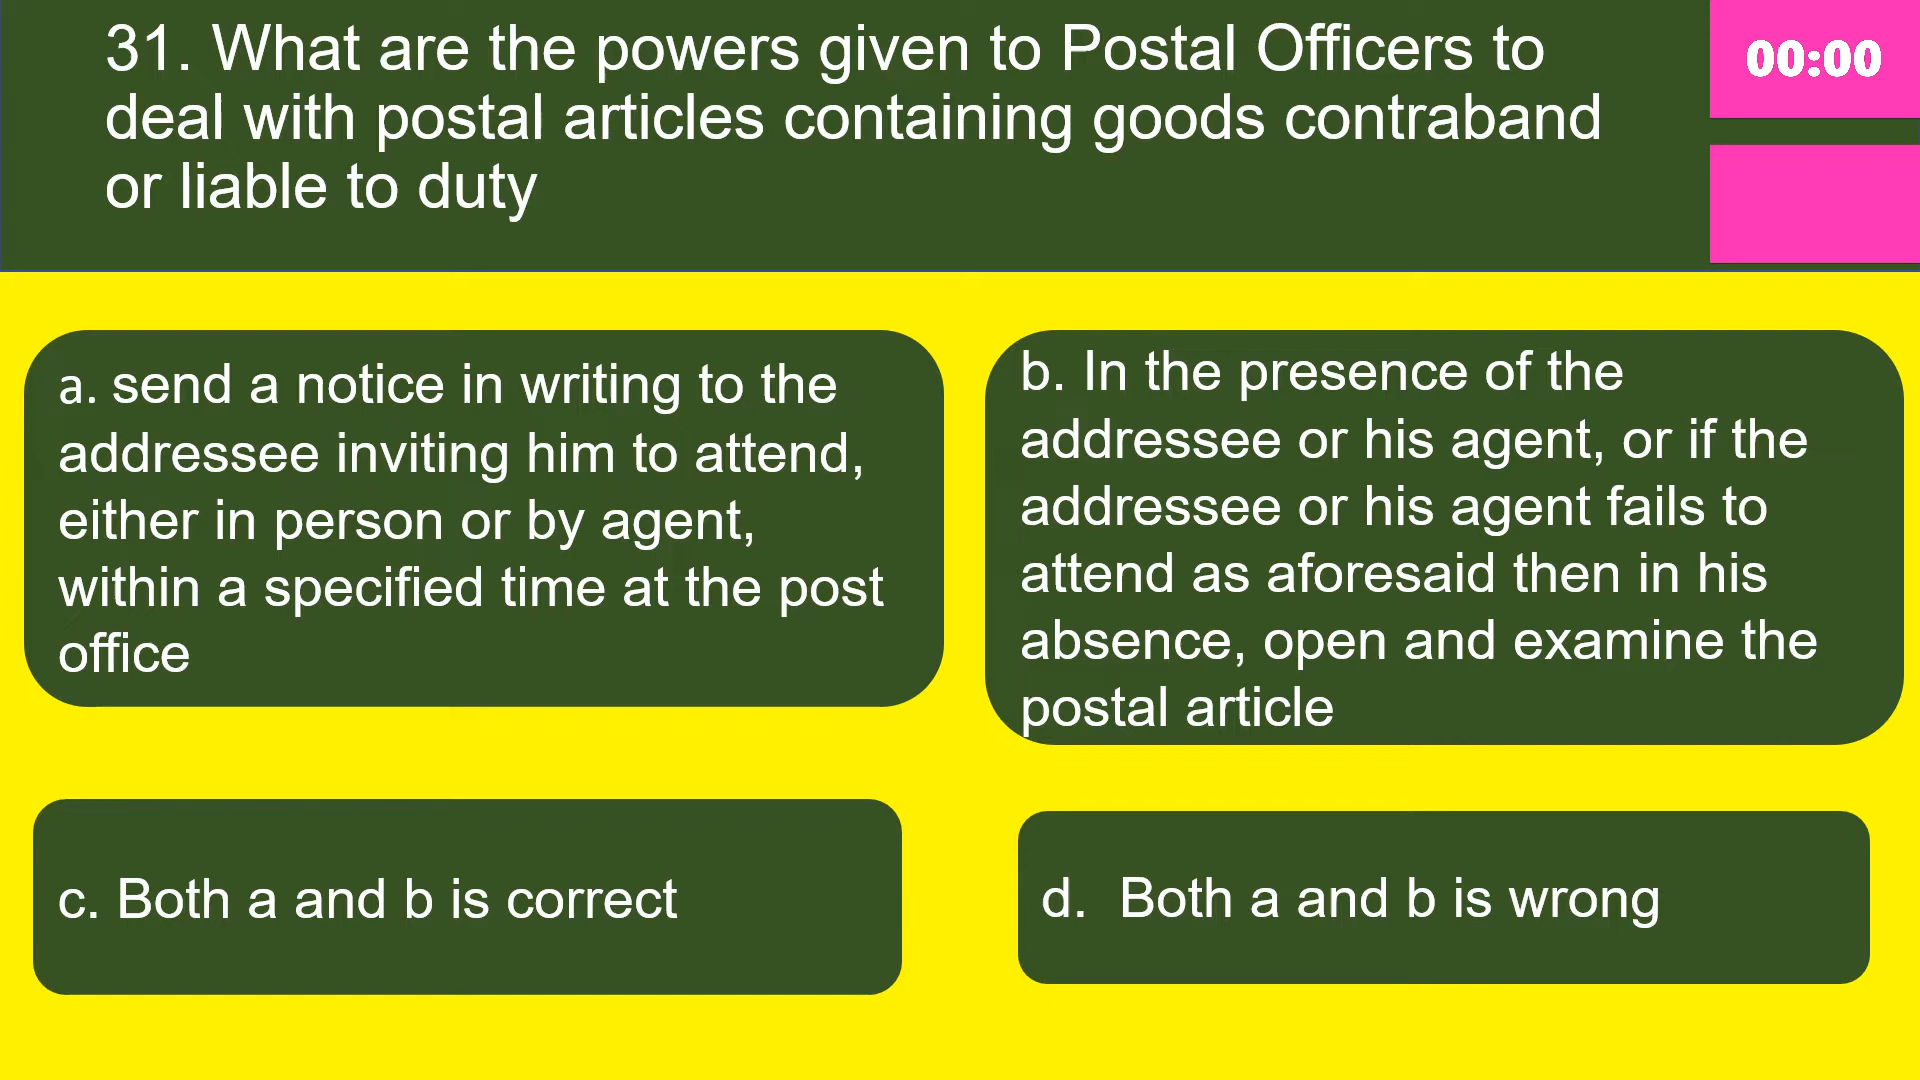 31. What are the powers given to Postal Officers to
deal with postal articles containing goods contraband
or liable to duty
00:00
a. send a notice in writing to the
addressee inviting him to attend,
either in person or by agent,
within a specified time at the post
office
b. In the presence of the
addressee or his agent, or if the
addressee or his agent fails to
attend as aforesaid then in his
absence, open and examine the
postal article
c. Both a and b is correct
d. Both a and b is wrong